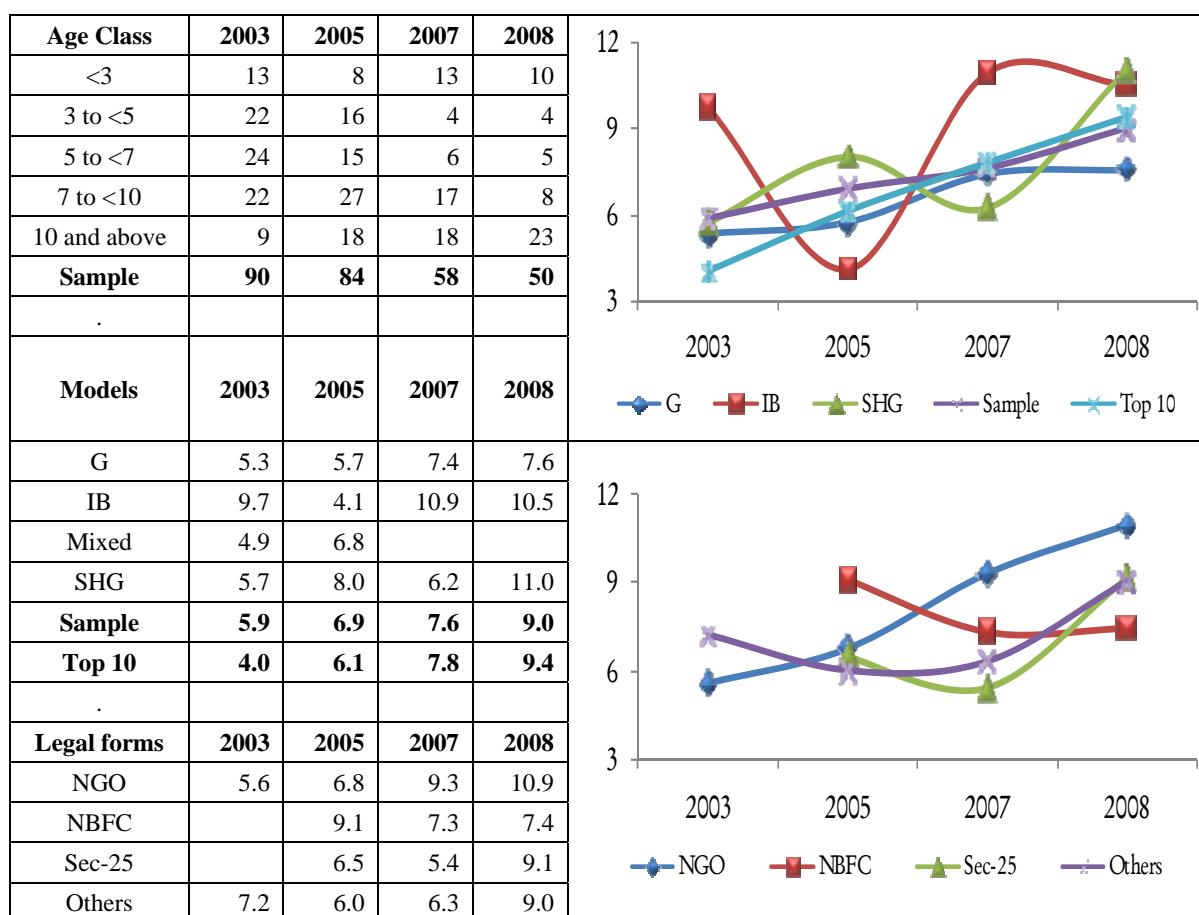 Age Class 2003 2005 2007 2008
<3 13 8 13 10
3 to <5 22 16 4 4
5 to <7 24 15 6 5
7 to <10 22 27 17 8
10 and above 9 18 18 23
Sample 90 84 58 50
.
Models 2003 2005 2007 2008
G 5.3 5.7 7.4 7.6
IB 9.7 4.1 10.9 10.5
Mixed 4.9 6.8
SHG 5.7 8.0 6.2 11.0
Sample 5.9 6.9 7.6 9.0
Top 10 4.0 6.1 7.8 9.4
.
Legal forms 2003 2005 2007 2008
NGO 5.6 6.8 9.3 10.9
NBFC 9.1 7.3 7.4
Sec-25 6.5 5.4 9.1
Others 7.2 6.0 6.3 9.0
12
9
6
3
2003 2005 2007 2008
G IB SHG Sample Top 10
12
9
6
3
2003 2005 2007 2008
NGO NBFC Sec-25 Others